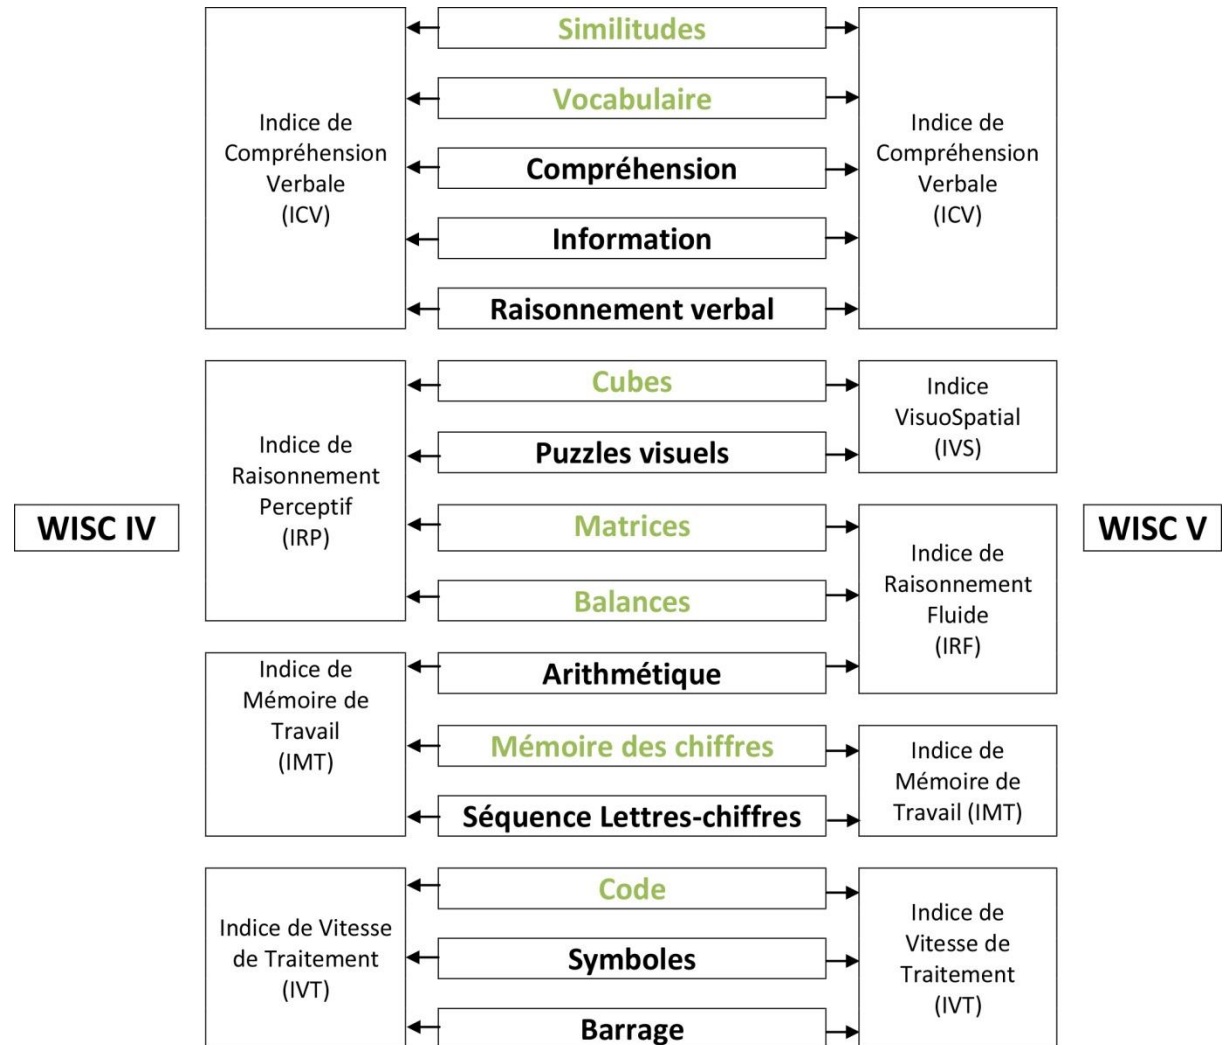 Similitudes
Vocabulaire
Indice de
Compréhension
Verbale
(ICV)
Compréhension
Indice de
Compréhension
Verbale
(ICV)
Information
Raisonnement verbal
Cubes
Indice
VisuoSpatial
(IVS)
Puzzles visuels
Indice de
Raisonnement
Perceptif
(IRP)
WISC IV
Matrices
WISC V
Balances
Indice de
Raisonnement
Fluide
(IRF)
Arithmétique
Indice de
Mémoire de
Travail
(IMT)
Mémoire des chiffres
Indice de
Mémoire de
Travail (IMT)
Séquence Lettres-chiffres
Code
Indice de Vitesse
de Traitement
(IVT)
Symboles
Indice de
Vitesse de
Traitement
(IVT)
Barrage